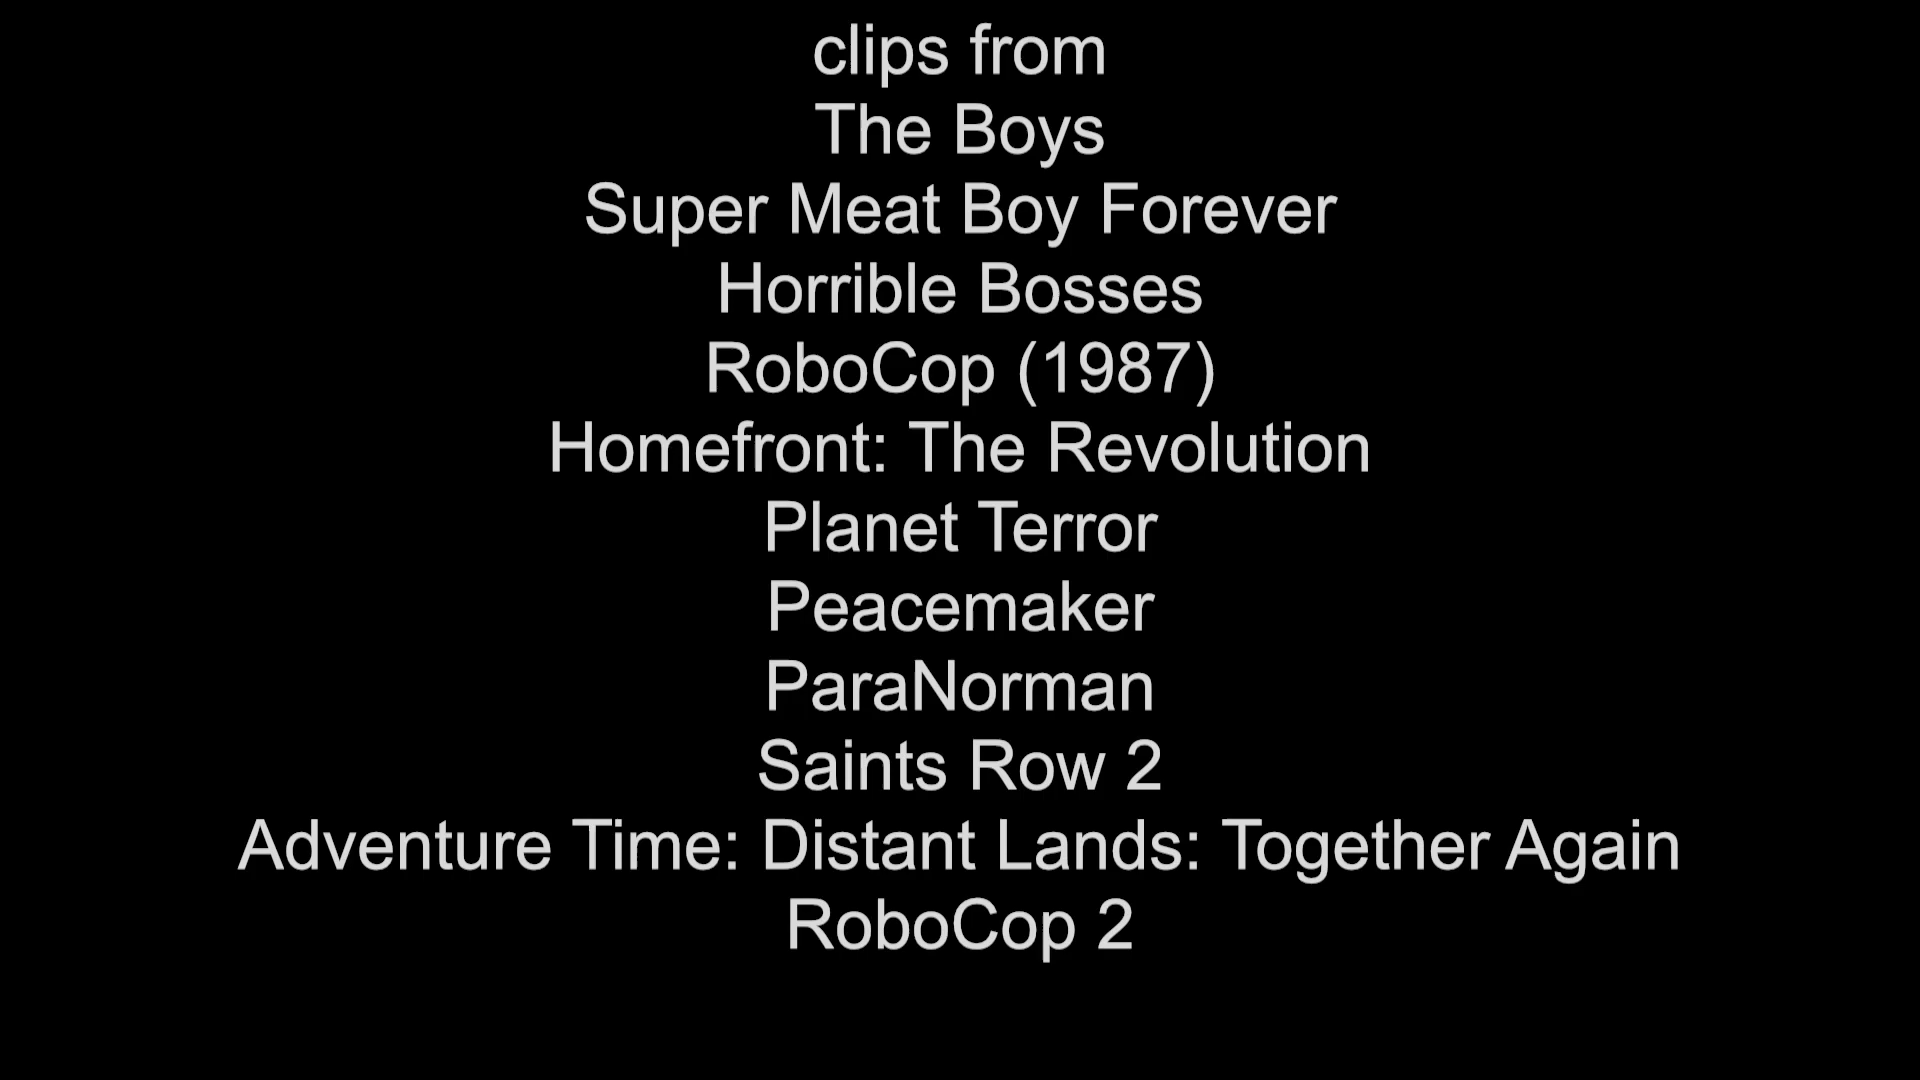 clips from
The Boys
Super Meat Boy Forever
Horrible Bosses
RoboCop (1987)
Homefront: The Revolution
Planet Terror
Peacemaker
ParaNorman
Saints Row 2
Adventure Time: Distant Lands: Together Again
RoboCop 2